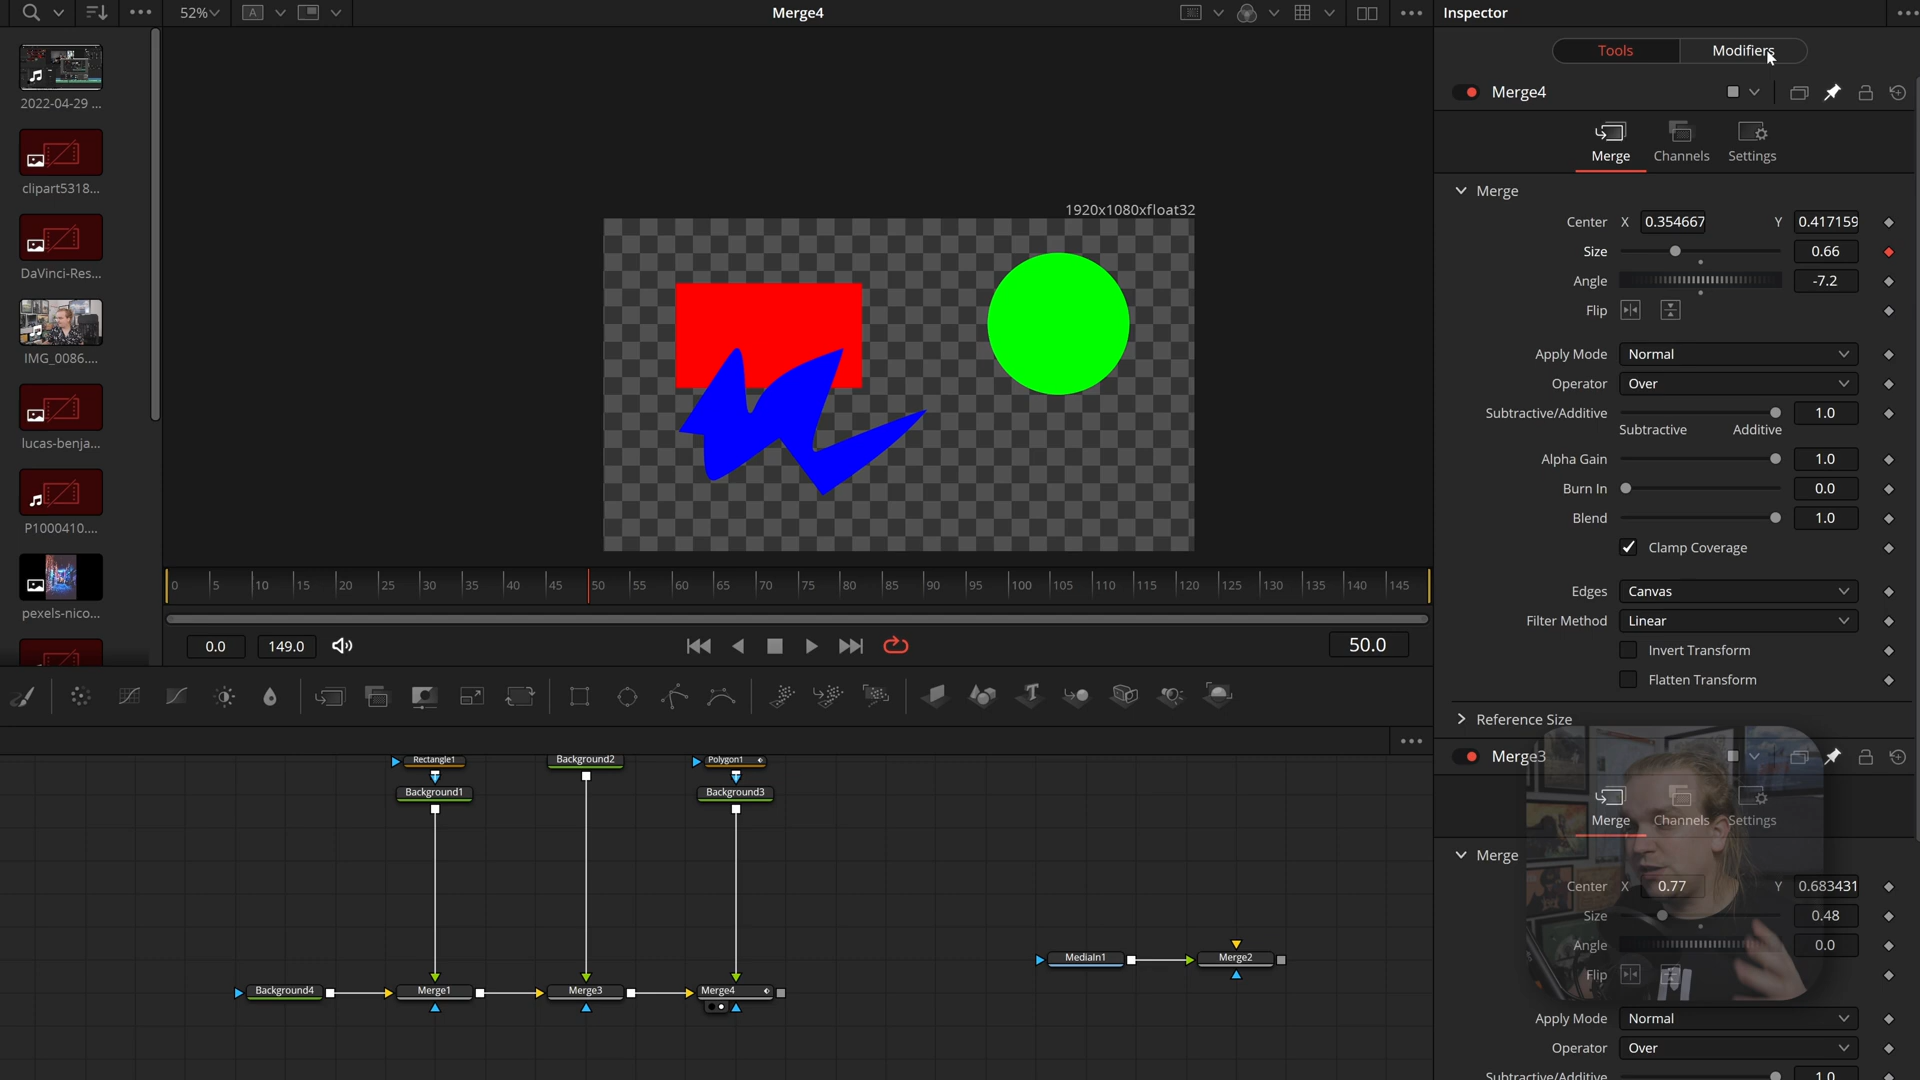 52%
A
Merge4
Inspector
Tools
Modifiers
2022-04-29 ...
clipart5318...
DaVinci-Res...
IMG_0086....
lucas-benja...
P1000410....
pexels-nico...
1920x1080xfloat32
Merge4
Merge
Channels
Settings
Merge
Center X 0.354667 Y 0.417159
Size 0.66
Angle -7.2
Flip
Apply Mode Normal
Operator Over
Subtractive/Additive 1.0
Subtractive Additive
Alpha Gain 1.0
Burn In 0.0
Blend 1.0
Clamp Coverage
Edges Canvas
Filter Method Linear
Invert Transform
Flatten Transform
Reference Size
Merge3
Merge
Channels
Settings
Merge
Center X 0.77 Y 0.683431
Size 0.48
Angle 0.0
Flip
Apply Mode Normal
Operator Over
Subtractive/Additive 1.0
0 5 10 15 20 25 30 35 40 45 50 55 60 65 70 75 80 85 90 95 100 105 110 115 120 125 130 135 140 145
0.0 149.0 50.0
Rectangle1 Background2 Polygon1
Background1 Background3
MediaIn1 Merge2
Background4 Merge1 Merge3 Merge4